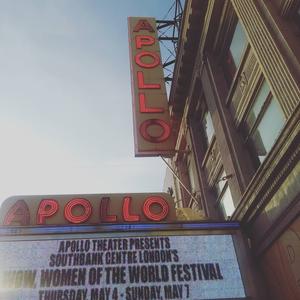 APOLLO
APOLLO
APOLLO THEATER PRESENTS
SOUTHBANK CENTRE LONDON'S
WOW, WOMEN OF THE WORLD FESTIVAL
THURSDAY, MAY 4 - SUNDAY, MAY 7